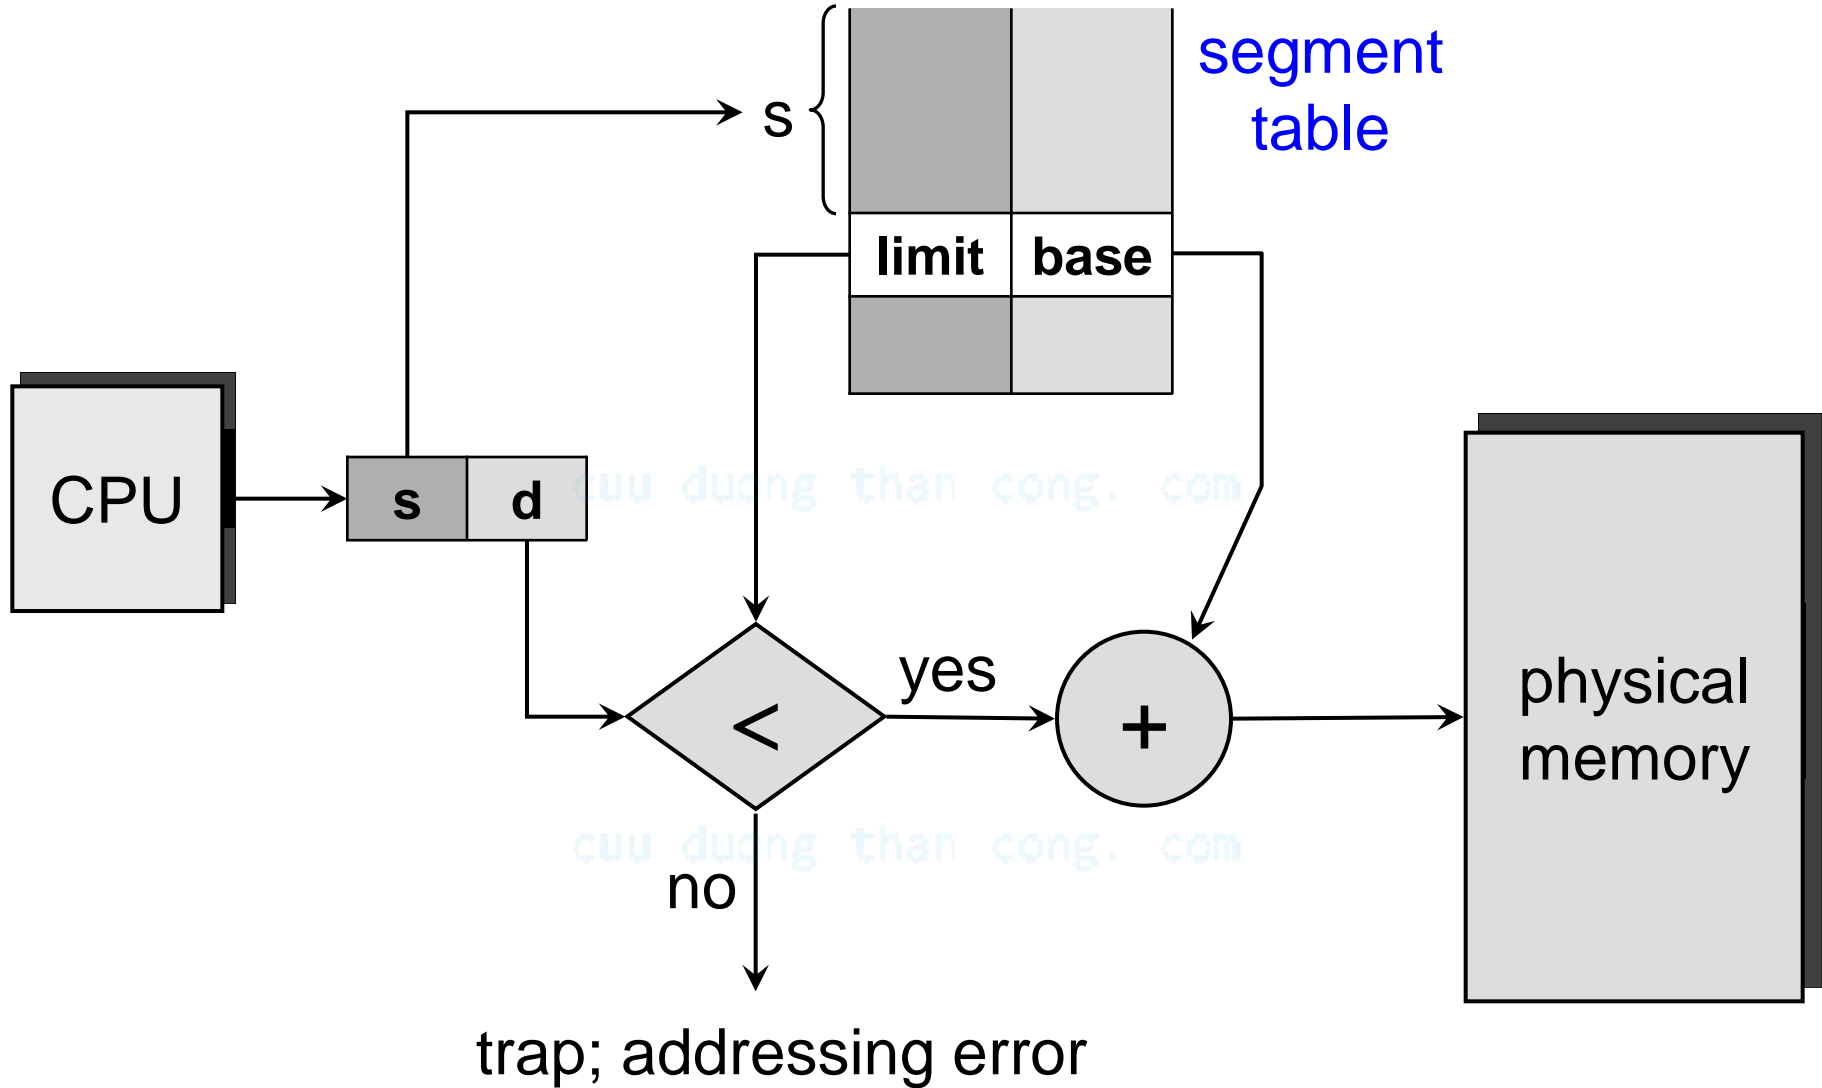 segment
table
s
limit base
CPU
s d
cuu duong than cong. com
yes
<
+
physical
memory
cuu duong than cong. com
no
trap; addressing error